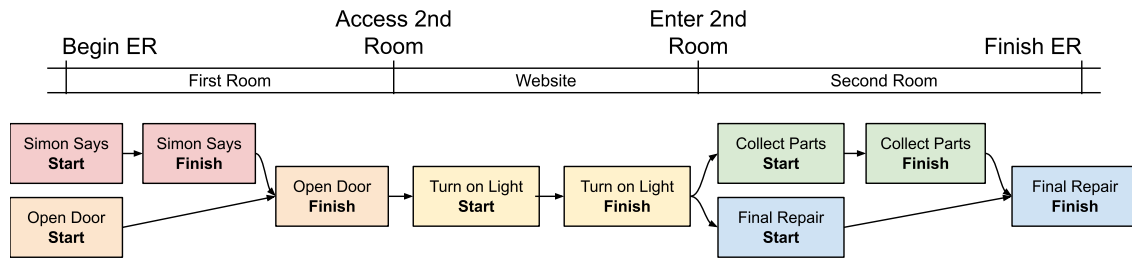 Access 2nd
Enter 2nd
Begin ER
Room
Room
Finish ER
First Room
Website
Second Room
Simon Says
Start
Simon Says
Finish
Collect Parts
Start
Collect Parts
Finish
Open Door
Finish
Turn on Light
Start
Turn on Light
Finish
Final Repair
Finish
Open Door
Start
Final Repair
Start